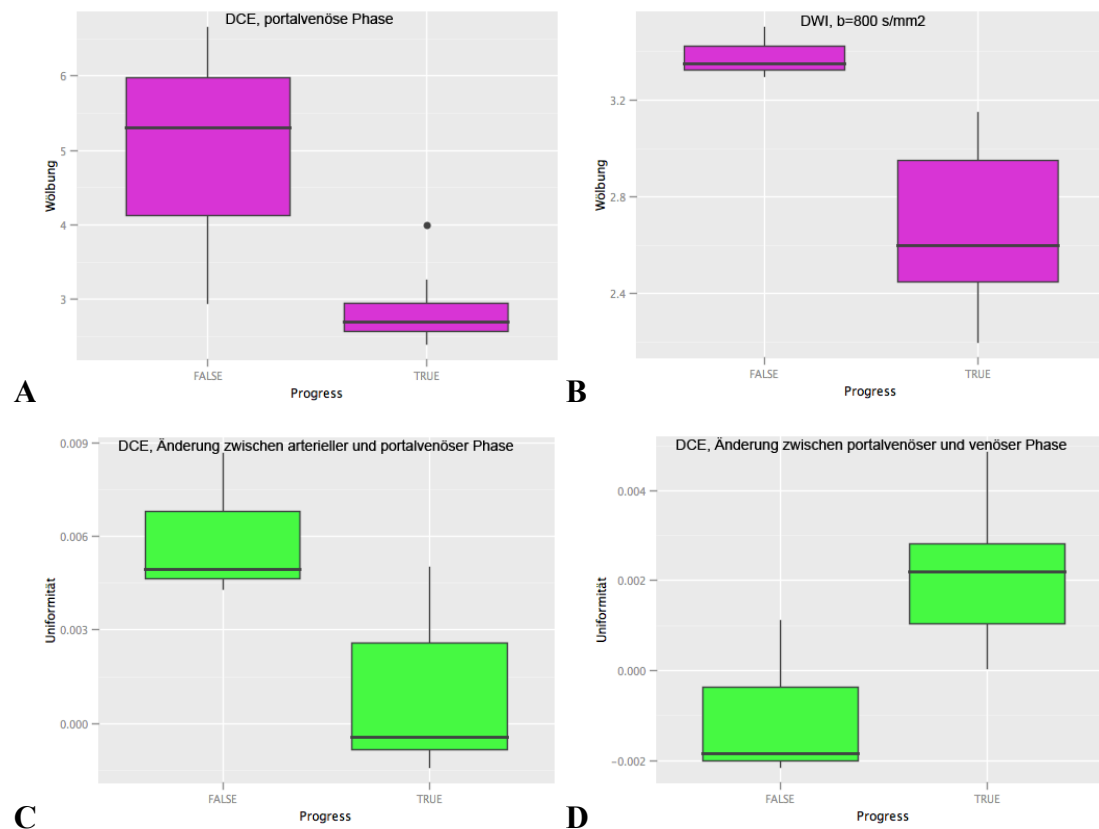 DCE, portalvenöse Phase
6
5
4
3
Wölbung
FALSE
TRUE
Progress
A
DWI, b=800 s/mm2
3.2
2.8
2.4
Wölbung
FALSE
TRUE
Progress
B
DCE, Änderung zwischen arterieller und portalvenöser Phase
0.009
0.006
0.003
0.000
Uniformität
FALSE
TRUE
Progress
C
DCE, Änderung zwischen portalvenöser und venöser Phase
0.004
0.002
0.000
−0.002
Uniformität
FALSE
TRUE
Progress
D